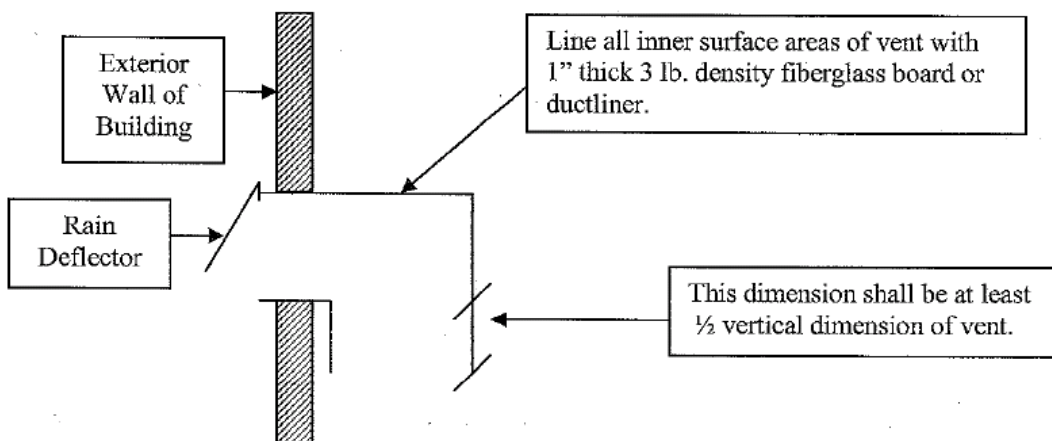 Exterior
Wall of
Building
Line all inner surface areas of vent with
1” thick 3 lb. density fiberglass board or
ductliner.
Rain
Deflector
This dimension shall be at least
½ vertical dimension of vent.